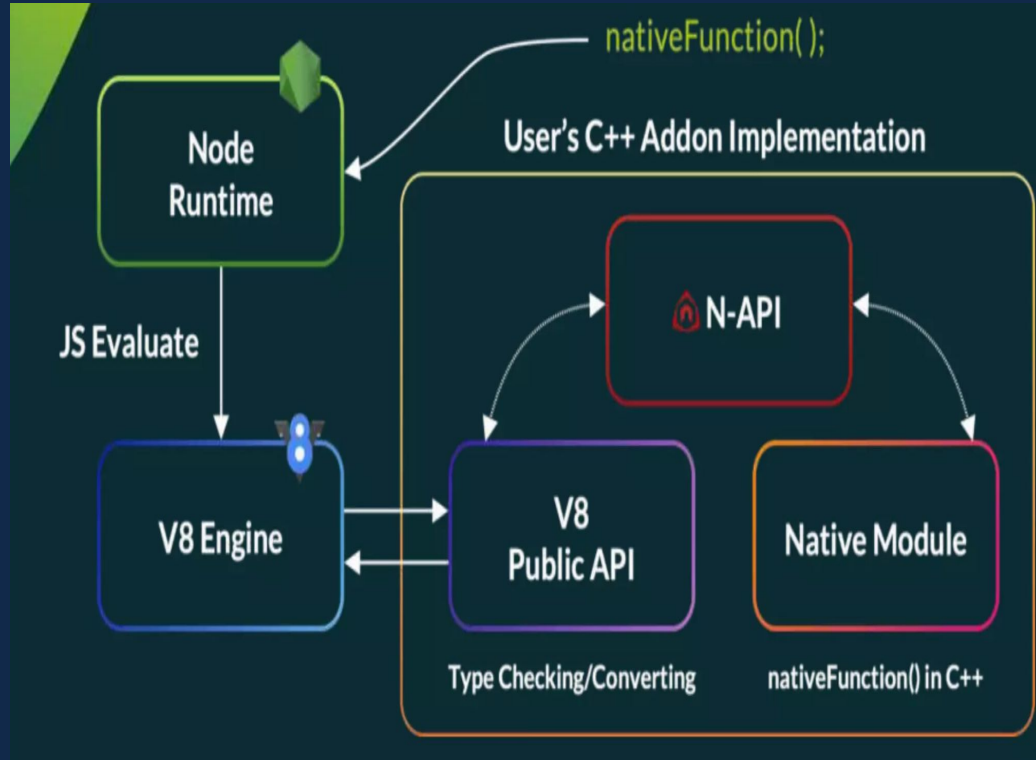 nativeFunction( );
User's C++ Addon Implementation
Node
Runtime
N-API
JS Evaluate
V8 Engine
V8
Public API
Native Module
Type Checking/Converting
nativeFunction() in C++